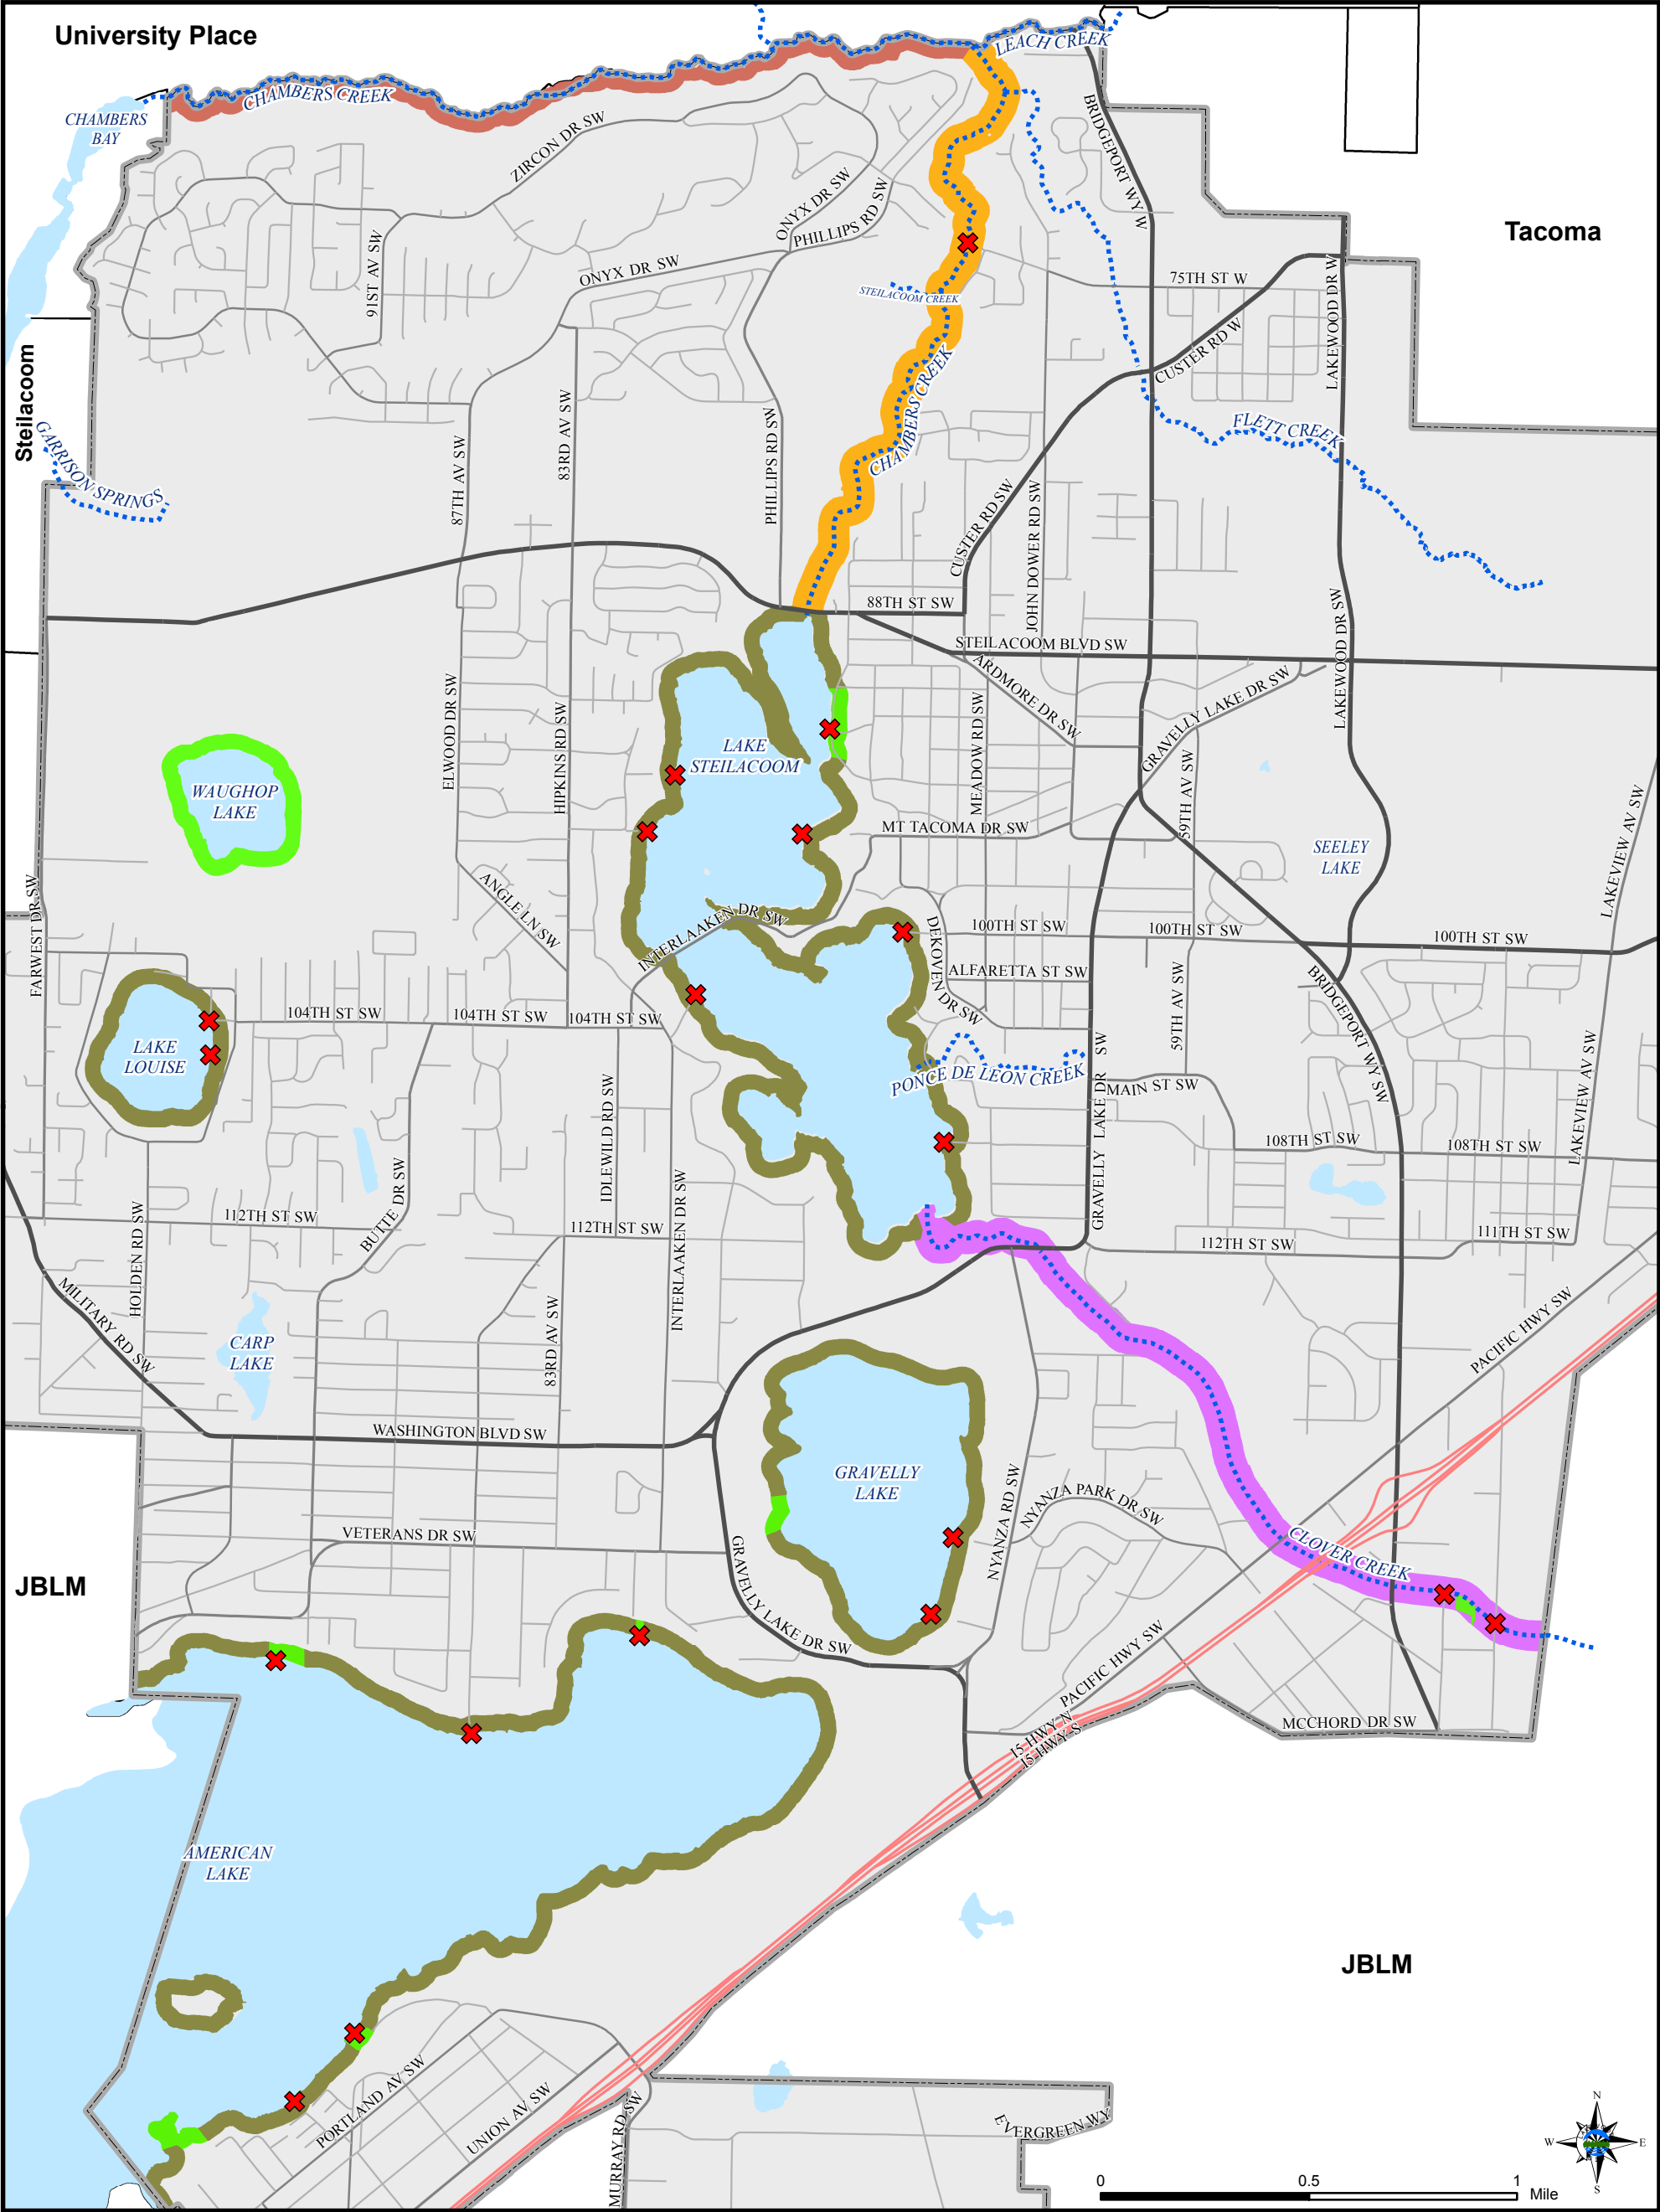 University Place
LEACH CREEK
CHAMBERS CREEK
CHAMBERS
BAY
ZIRCON DR SW
BRIDGEPORT WY W
ONYX DR SW
PHILLIPS RD SW
Tacoma
91ST AV SW
ONYX DR SW
STEILACOOM CREEK
75TH ST W
LAKEWOOD DR W
CUSTER RD W
Steilacoom
GARRISON SPRINGS
CHAMBERS CREEK
FLETT CREEK
87TH AV SW
83RD AV SW
PHILLIPS RD SW
CUSTER RD SW
JOHN DOWER RD SW
88TH ST SW
STEILACOOM BLVD SW
LAKEWOOD DR SW
ARDMORE DR SW
GRAVELLY LAKE DR SW
ELWOOD DR SW
HIPKINS RD SW
MEADOW RD SW
59TH AV SW
LAKE
STEILACOOM
WAUGHOP
LAKE
MT TACOMA DR SW
SEELEY
LAKE
LAKEVIEW AV SW
FARWEST DR SW
ANGLE LN SW
INTERLAAKEN DR SW
DEKOVEN DR SW
100TH ST SW
100TH ST SW
100TH ST SW
ALFARETTA ST SW
BRIDGEPORT WY SW
59TH AV SW
104TH ST SW
104TH ST SW
104TH ST SW
LAKE
LOUISE
PONCE DE LEON CREEK
GRAVELLY LAKE DR SW
MAIN ST SW
LAKEVIEW AV SW
IDLEWILD RD SW
108TH ST SW
108TH ST SW
HOLDEN RD SW
112TH ST SW
BUTTE DR SW
112TH ST SW
INTERLAAKEN DR SW
112TH ST SW
111TH ST SW
MILITARY RD SW
CARP
LAKE
83RD AV SW
PACIFIC HWY SW
WASHINGTON BLVD SW
GRAVELLY
LAKE
NYANZA RD SW
NYANZA PARK DR SW
VETERANS DR SW
GRAVELLY LAKE DR SW
CLOVER CREEK
JBLM
PACIFIC HWY SW
I5 HWY N
I5 HWY S
MCCHORD DR SW
AMERICAN
LAKE
JBLM
PORTLAND AV SW
UNION AV SW
MURRAY RD SW
EVERGREEN WY
N
W
E
S
0
0.5
1
Mile